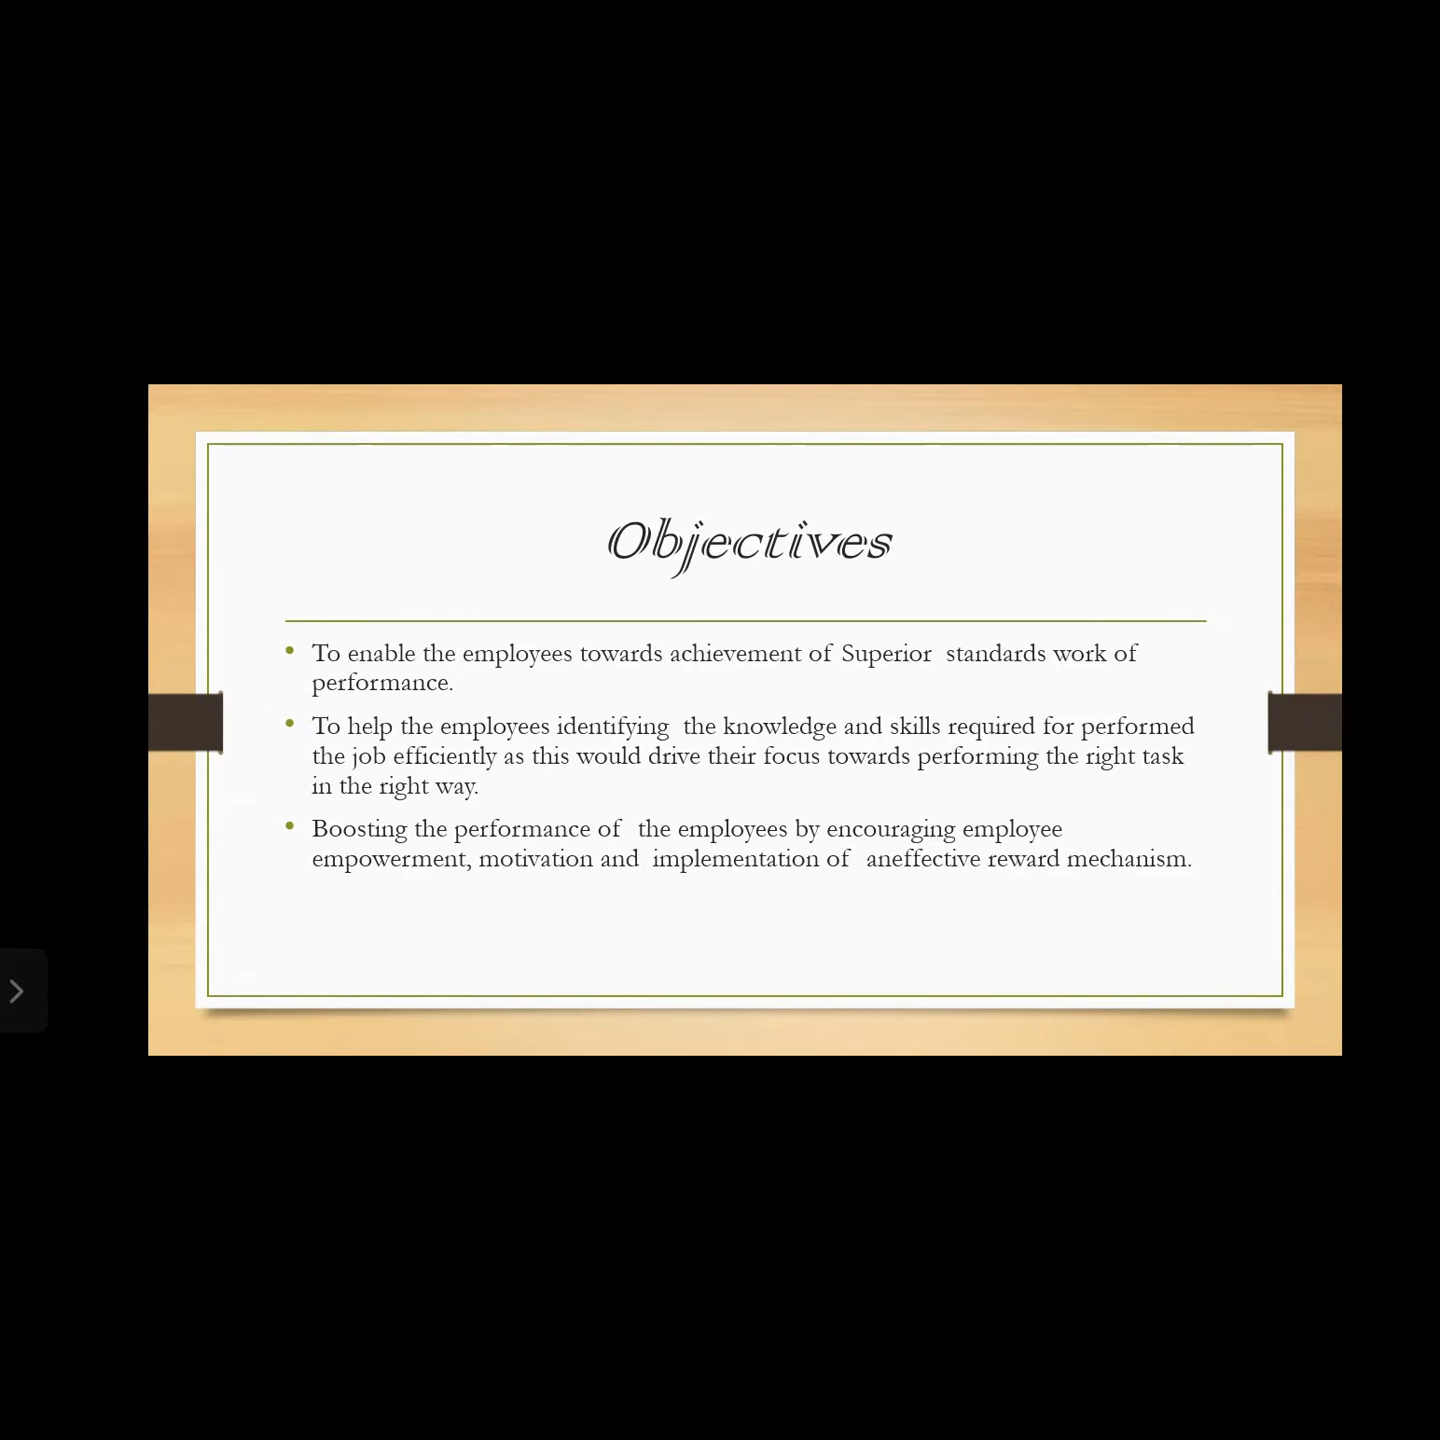 Objectives
• To enable the employees towards achievement of Superior standards work of
performance.
• To help the employees identifying the knowledge and skills required for performed
the job efficiently as this would drive their focus towards performing the right task
in the right way.
• Boosting the performance of the employees by encouraging employee
empowerment, motivation and implementation of aneffective reward mechanism.